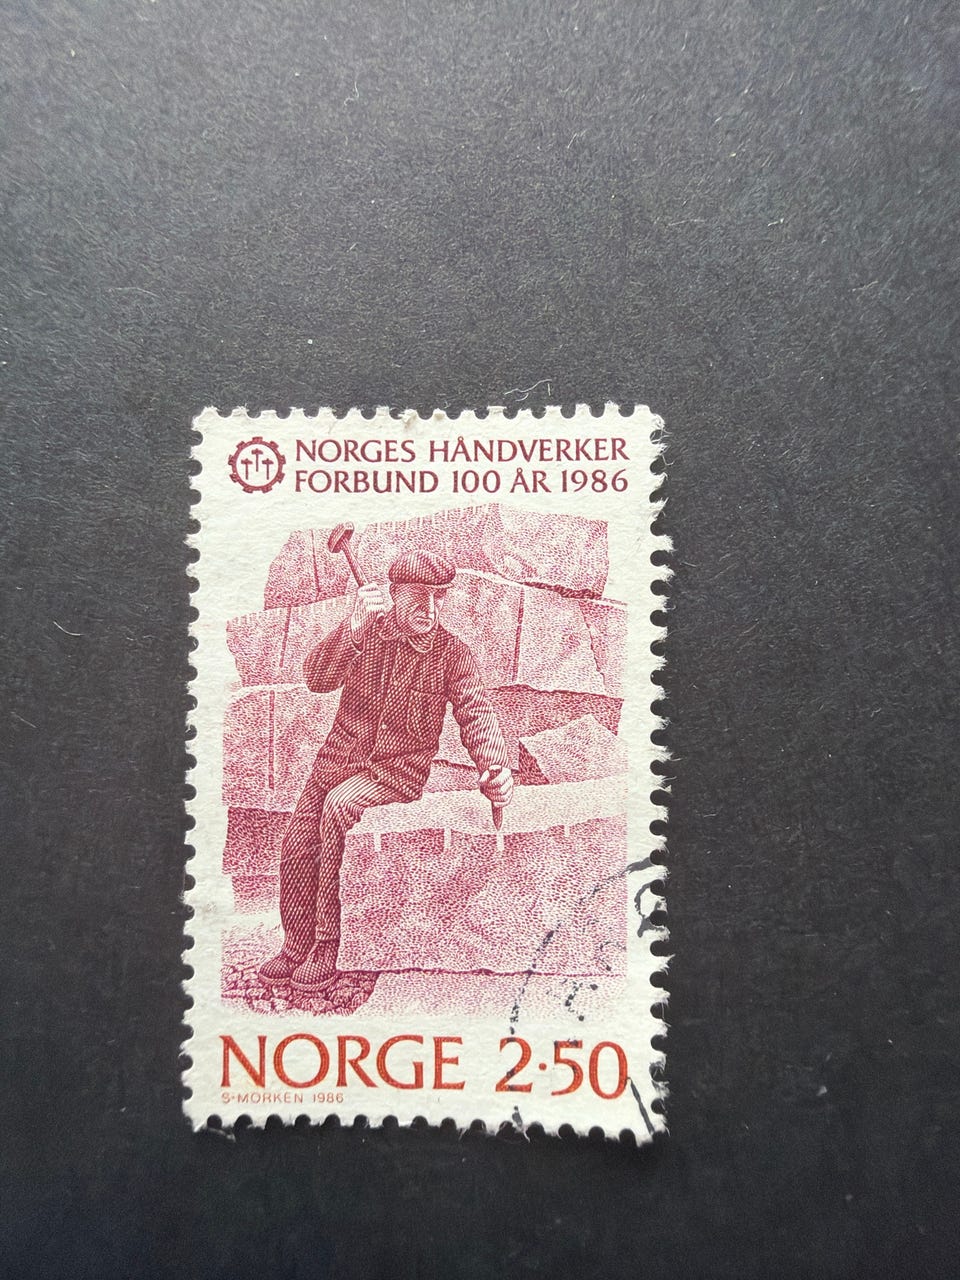 NORGES HÅNDVERKER
FORBUND 100 ÅR 1986
NORGE 2·50
S·MORKEN 1986